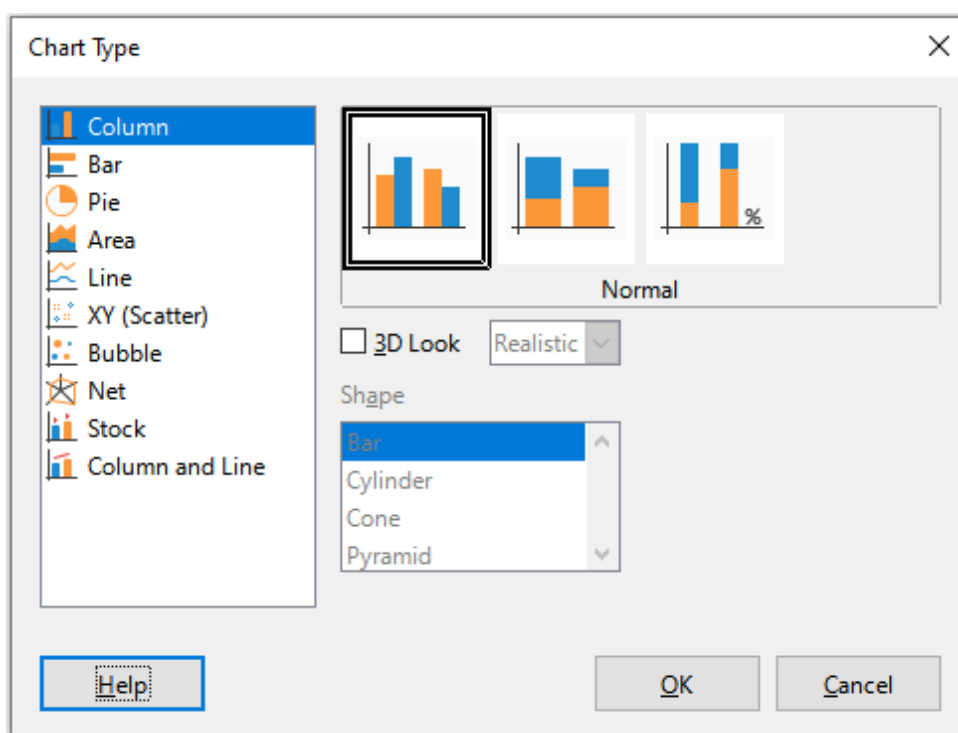 Chart Type
Column
Bar
Pie
Area
Line
XY (Scatter)
Bubble
Net
Stock
Column and Line
%
Normal
3D Look
Realistic
Shape
Bar
Cylinder
Cone
Pyramid
Help
OK
Cancel